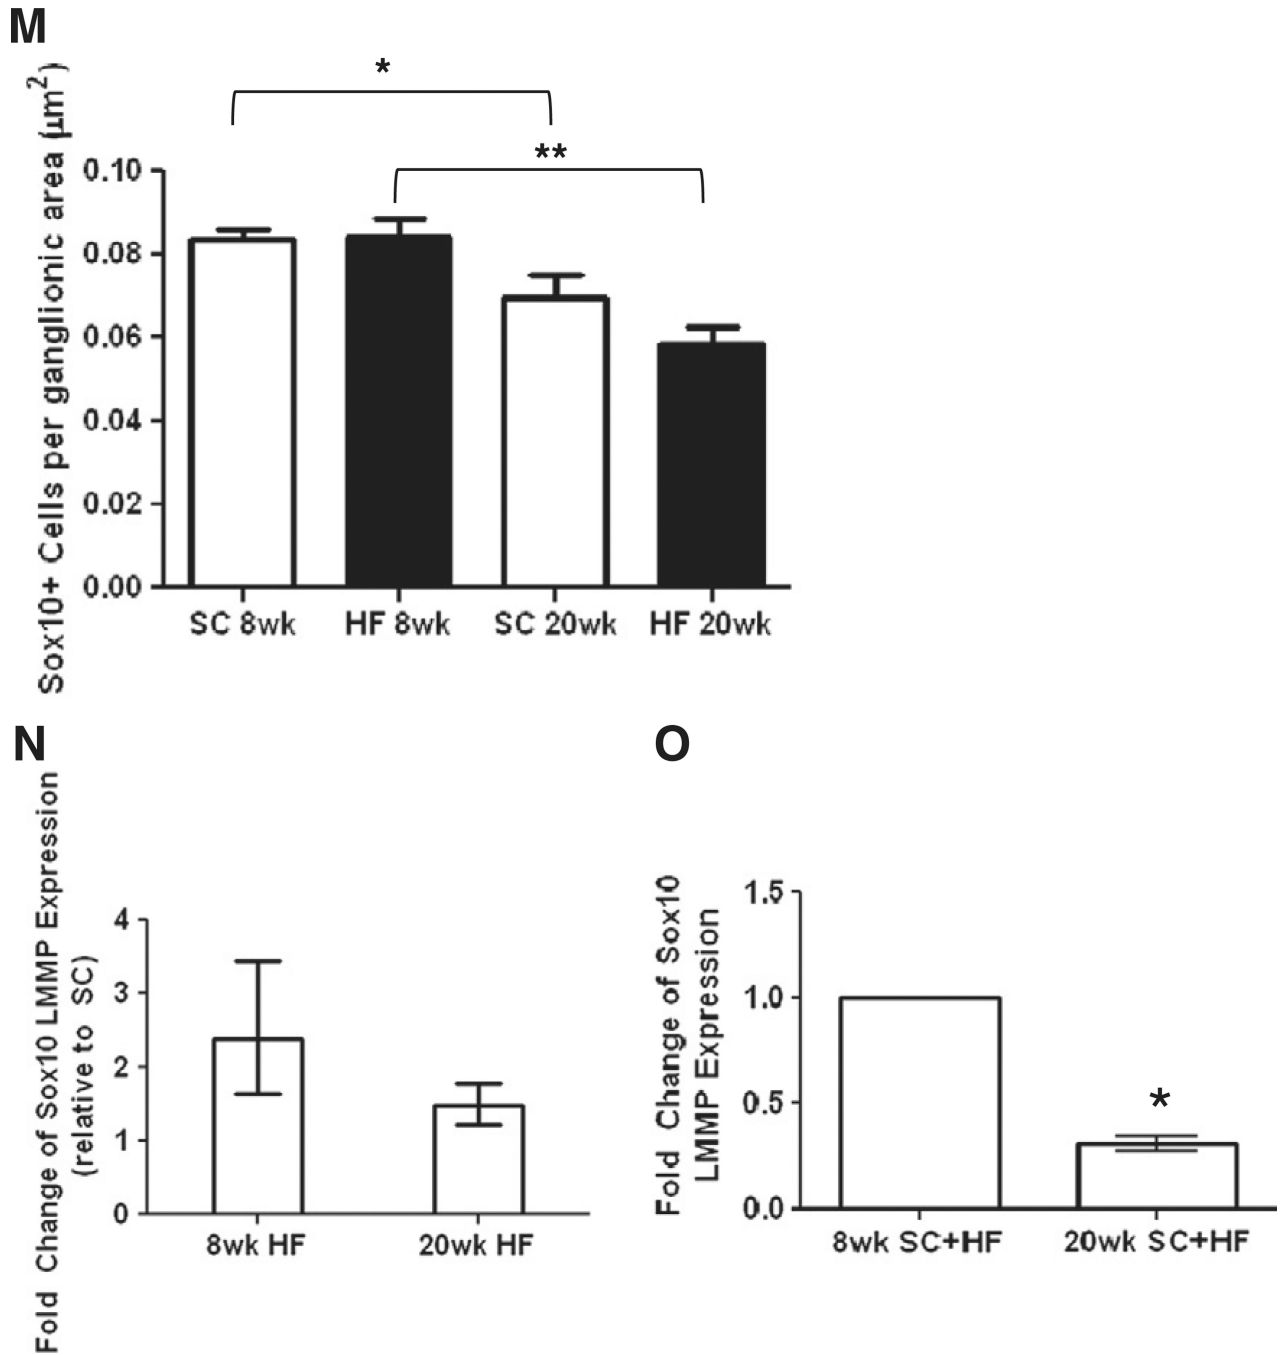 M
Sox10+ Cells per ganglionic area (µm²)
*
**
0.10
0.08
0.06
0.04
0.02
0.00
SC 8wk HF 8wk SC 20wk HF 20wk
N
Fold Change of Sox10 LMMP Expression
(relative to SC)
4
3
2
1
0
8wk HF 20wk HF
O
Fold Change of Sox10
LMMP Expression
1.5
1.0
0.5
0.0
*
8wk SC+HF 20wk SC+HF